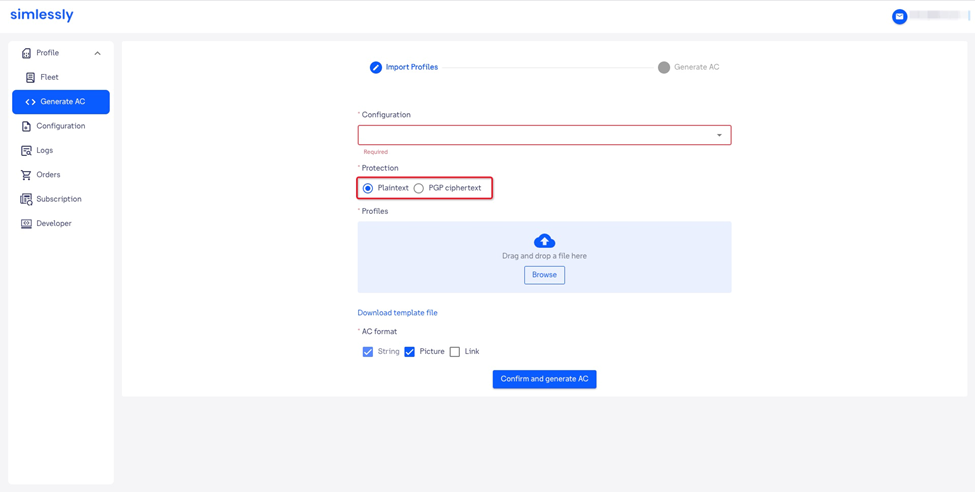 simlessly
Profile
Fleet
Generate AC
Configuration
Logs
Orders
Subscription
Developer
Import Profiles
Generate AC
* Configuration
Required
* Protection
Plaintext PGP ciphertext
* Profiles
Drag and drop a file here
Browse
Download template file
* AC format
String Picture Link
Confirm and generate AC